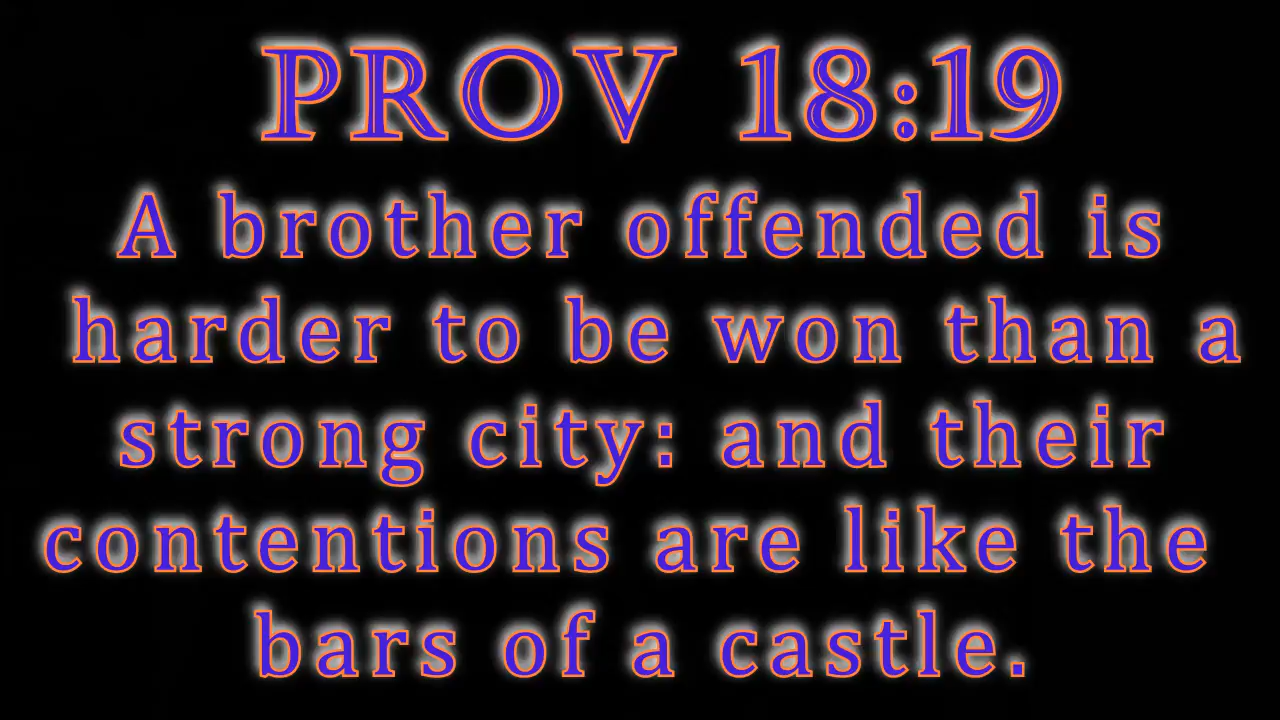 PROV 18:19
A brother offended is
harder to be won than a
strong city: and their
contentions are like the
bars of a castle.